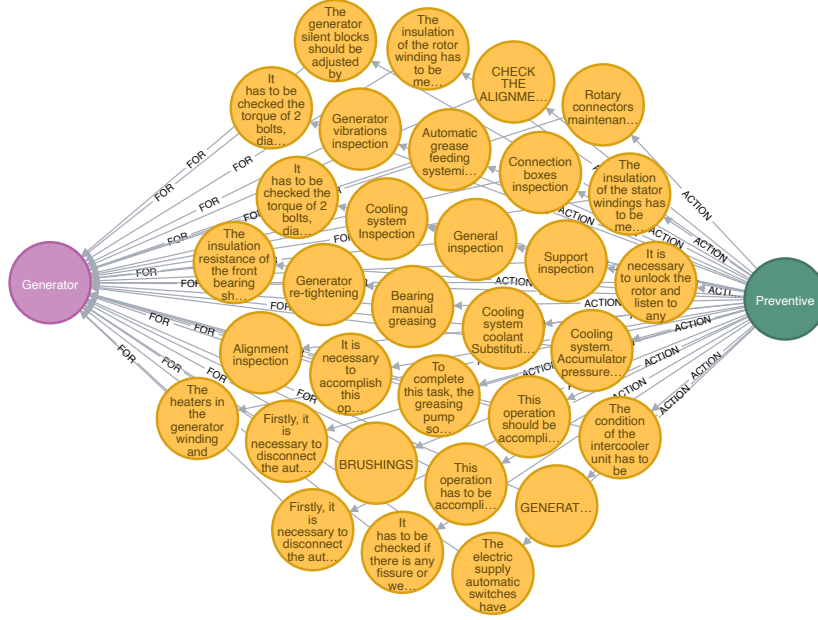 The
generator
silent blocks
should be
adjusted by
The
insulation
of the rotor
winding has
to be me…
CHECK
THE
ALIGNME…
Rotary
connectors
maintenan…
It
has to be
checked the
torque of 2
bolts,
dia…
Generator
vibrations
inspection
Automatic
grease
feeding
systemi…
Connection
boxes
inspection
The
insulation
of the stator
windings has
to be
me…
It
has to be
checked the
torque of 2
bolts,
dia…
Cooling
system
Inspection
General
inspection
Support
inspection
It is
necessary
to unlock the
rotor and
listen to
any
The
insulation
resistance of
the front
bearing
sh…
Generator
re-tightening
Bearing
manual
greasing
Cooling
system
coolant
Substituti…
Cooling
system.
Accumulator
pressure…
Generator
Preventive
Alignment
inspection
It is
necessary
to
accomplish
this
op…
To
complete
this task, the
greasing
pump
so…
This
operation
should be
accompli…
The
condition
of the
intercooler
unit has to
be
The
heaters in
the
generator
winding
and
Firstly, it
is
necessary to
disconnect
the aut…
BRUSHINGS
This
operation
has to be
accompli…
GENERAT…
Firstly, it
is
necessary to
disconnect
the aut…
It
has to be
checked if
there is any
fissure or
we…
The
electric
supply
automatic
switches
have
FOR
FOR
FOR
FOR
FOR
FOR
FOR
FOR
FOR
FOR
FOR
FOR
FOR
ACTION
ACTION
ACTION
ACTION
ACTION
ACTION
ACTI…
ACTION
ACTION
ACTION
ACTION
ACTION
ACTION